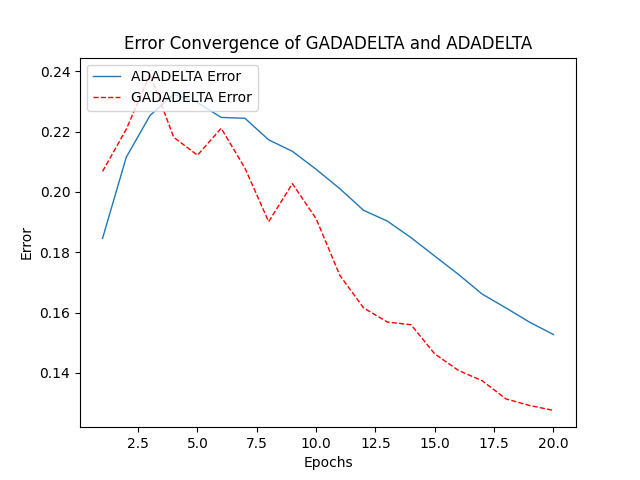 Error Convergence of GADADELTA and ADADELTA
ADADELTA Error
GADADELTA Error
0.24
0.22
0.20
0.18
0.16
0.14
Error
2.5 5.0 7.5 10.0 12.5 15.0 17.5 20.0
Epochs